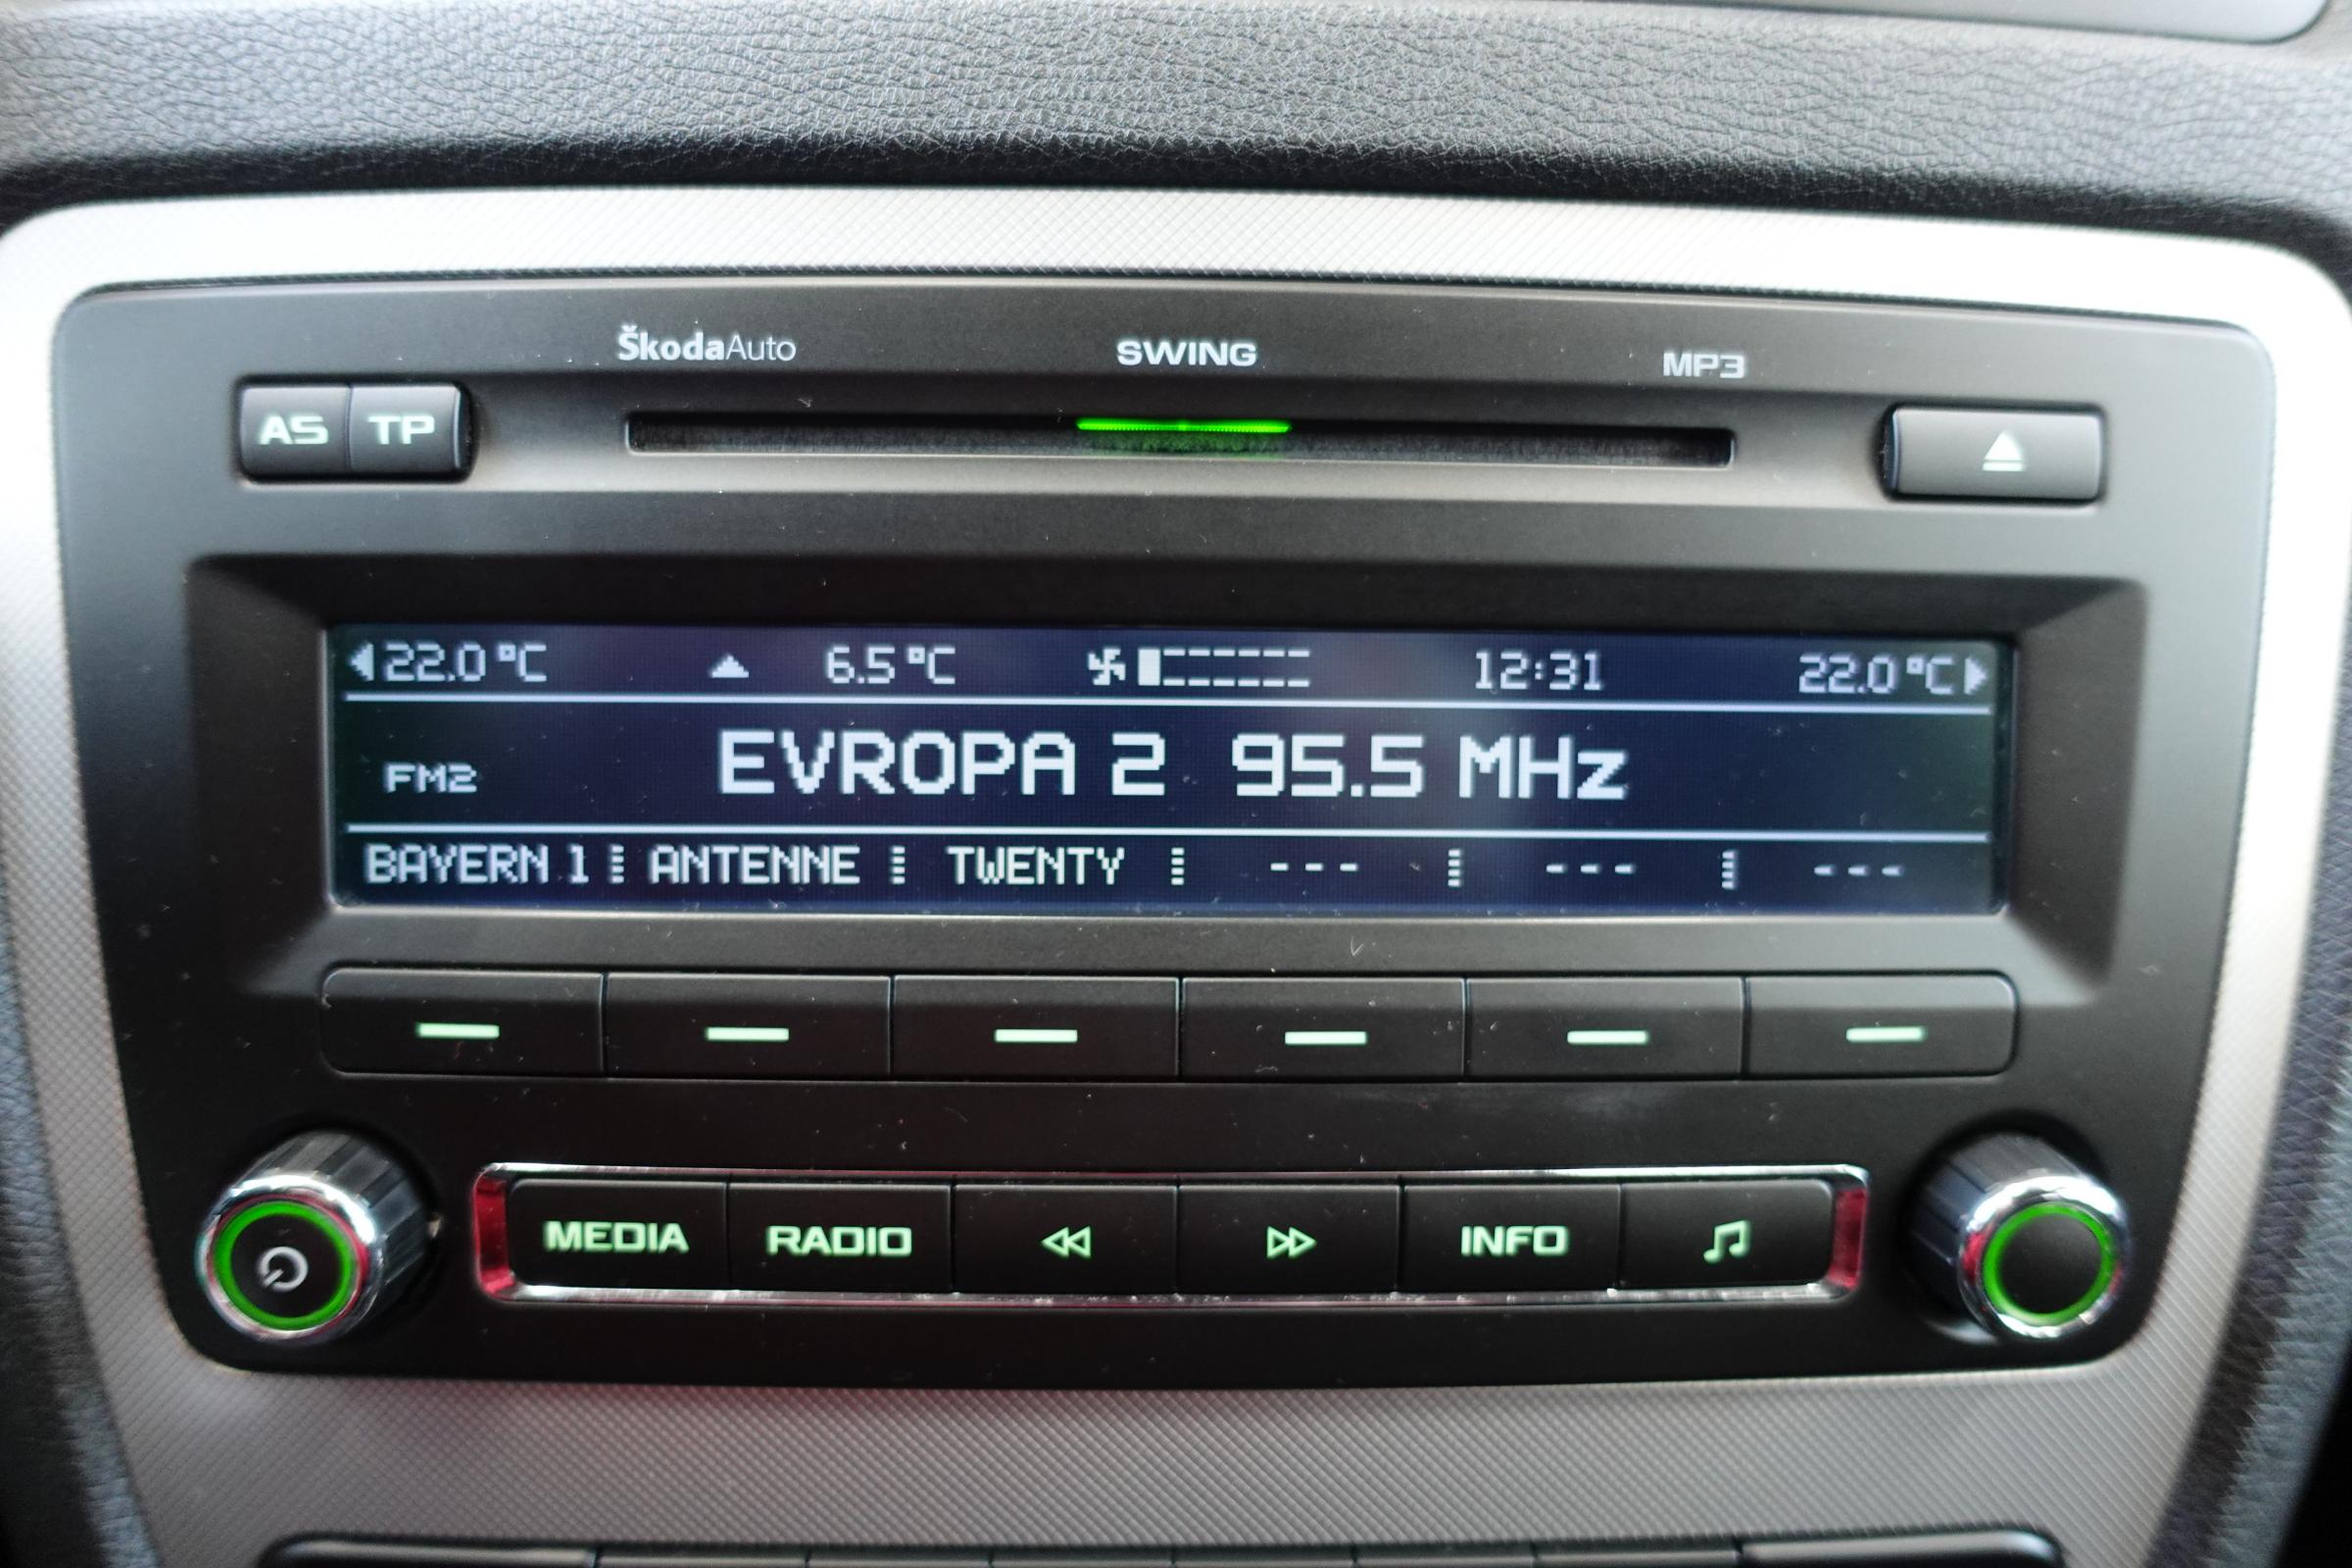 ŠkodaAuto SWING MP3
AS TP
22.0 °C 6.5 °C 12:31 22.0 °C
FM2 EVROPA 2 95.5 MHz
BAYERN 1 ANTENNE TWENTY --- --- ---
MEDIA RADIO INFO